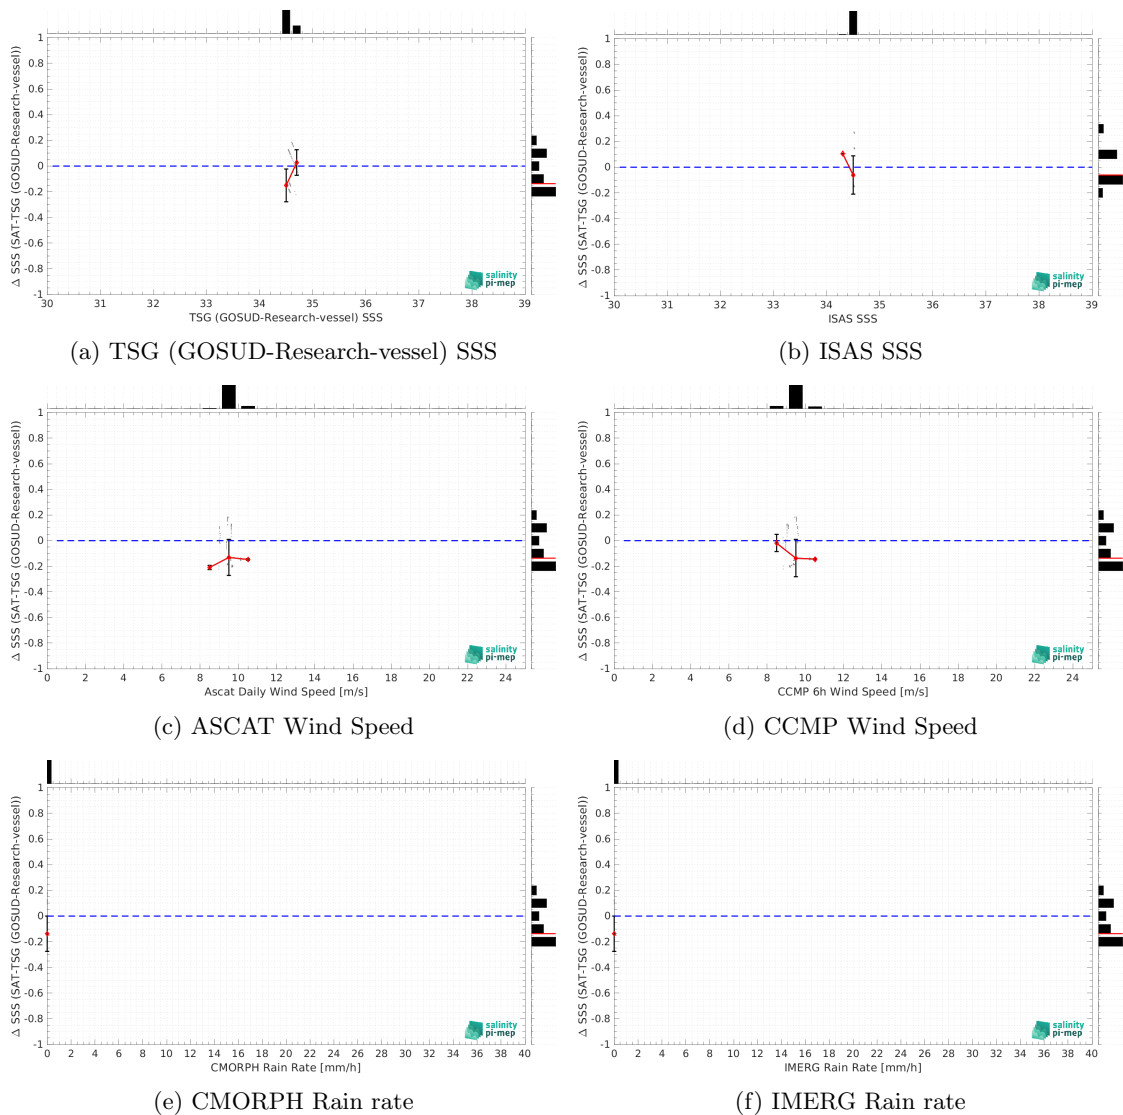 1
0.8
0.6
0.4
0.2
0
-0.2
-0.4
-0.6
-0.8
-1
Δ SSS (SAT-TSG (GOSUD-Research-vessel))
30 31 32 33 34 35 36 37 38 39
TSG (GOSUD-Research-vessel) SSS
salinity
pi-mep
(a) TSG (GOSUD-Research-vessel) SSS
1
0.8
0.6
0.4
0.2
0
-0.2
-0.4
-0.6
-0.8
-1
Δ SSS (SAT-TSG (GOSUD-Research-vessel))
30 31 32 33 34 35 36 37 38 39
ISAS SSS
salinity
pi-mep
(b) ISAS SSS
1
0.8
0.6
0.4
0.2
0
-0.2
-0.4
-0.6
-0.8
-1
Δ SSS (SAT-TSG (GOSUD-Research-vessel))
0 2 4 6 8 10 12 14 16 18 20 22 24
Ascat Daily Wind Speed [m/s]
salinity
pi-mep
(c) ASCAT Wind Speed
1
0.8
0.6
0.4
0.2
0
-0.2
-0.4
-0.6
-0.8
-1
Δ SSS (SAT-TSG (GOSUD-Research-vessel))
0 2 4 6 8 10 12 14 16 18 20 22 24
CCMP 6h Wind Speed [m/s]
salinity
pi-mep
(d) CCMP Wind Speed
1
0.8
0.6
0.4
0.2
0
-0.2
-0.4
-0.6
-0.8
-1
Δ SSS (SAT-TSG (GOSUD-Research-vessel))
0 2 4 6 8 10 12 14 16 18 20 22 24 26 28 30 32 34 36 38 40
CMORPH Rain Rate [mm/h]
salinity
pi-mep
(e) CMORPH Rain rate
1
0.8
0.6
0.4
0.2
0
-0.2
-0.4
-0.6
-0.8
-1
Δ SSS (SAT-TSG (GOSUD-Research-vessel))
0 2 4 6 8 10 12 14 16 18 20 22 24 26 28 30 32 34 36 38 40
IMERG Rain Rate [mm/h]
salinity
pi-mep
(f) IMERG Rain rate